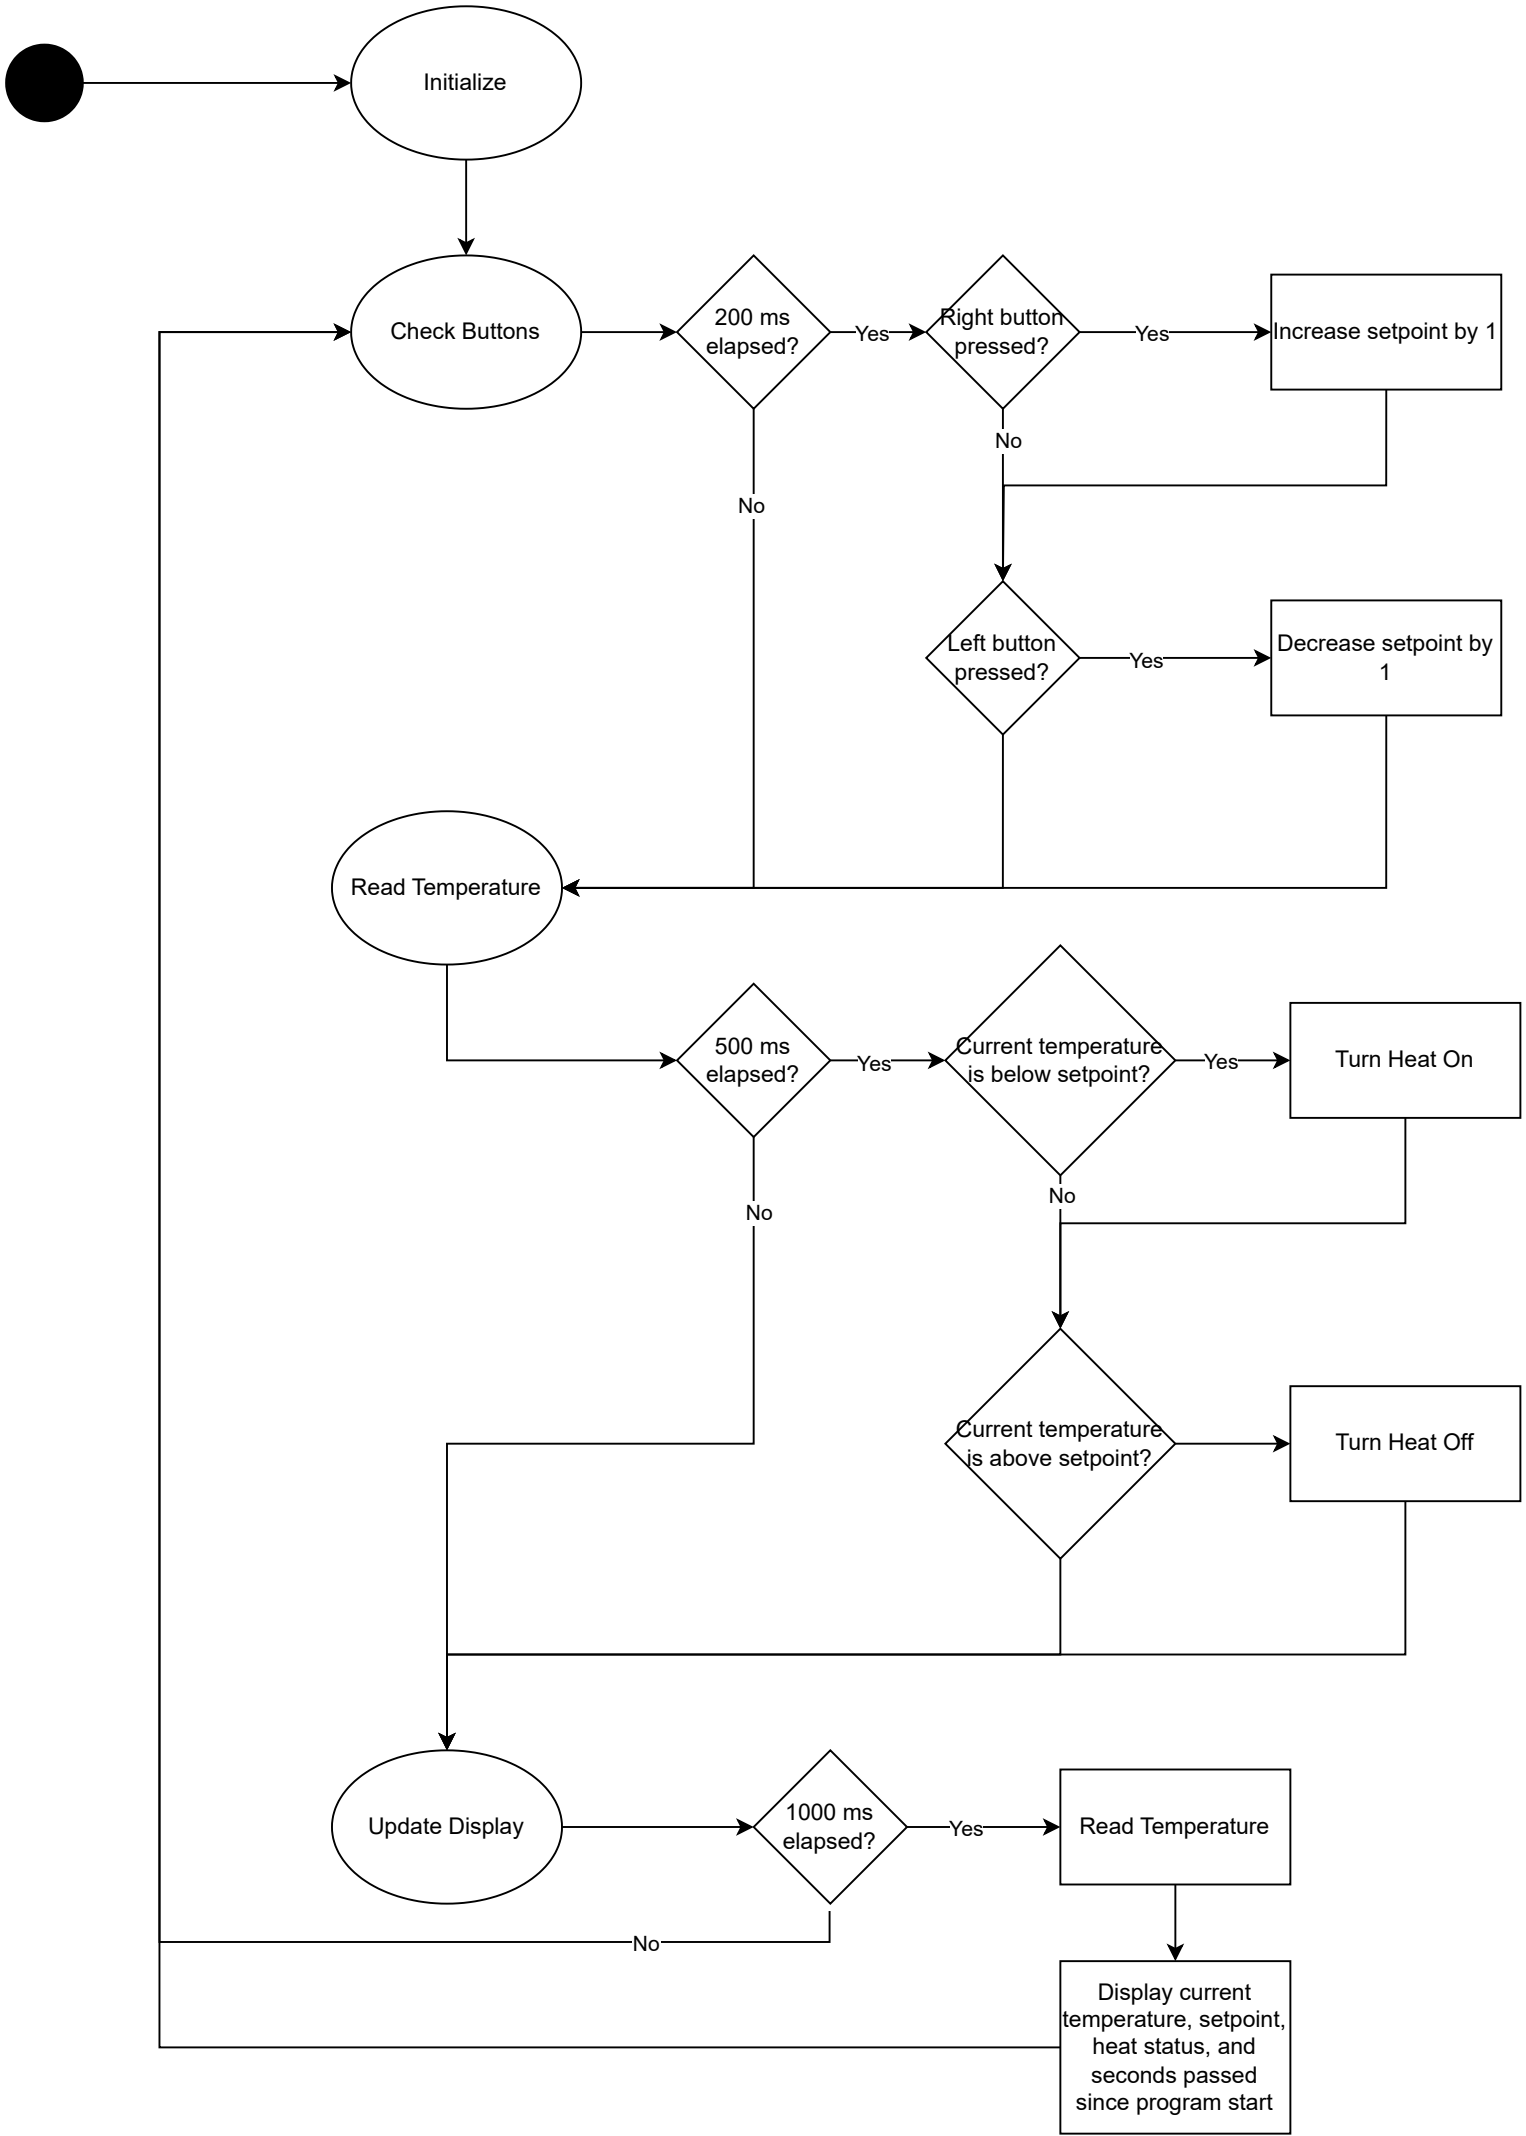 Initialize
Check Buttons
200 ms
elapsed?
Yes
Right button
pressed?
Yes
Increase setpoint by 1
No
No
Left button
pressed?
Yes
Decrease setpoint by
1
Read Temperature
500 ms
elapsed?
Yes
Current temperature
is below setpoint?
Yes
Turn Heat On
No
No
Current temperature
is above setpoint?
Turn Heat Off
Update Display
1000 ms
elapsed?
Yes
Read Temperature
No
Display current
temperature, setpoint,
heat status, and
seconds passed
since program start